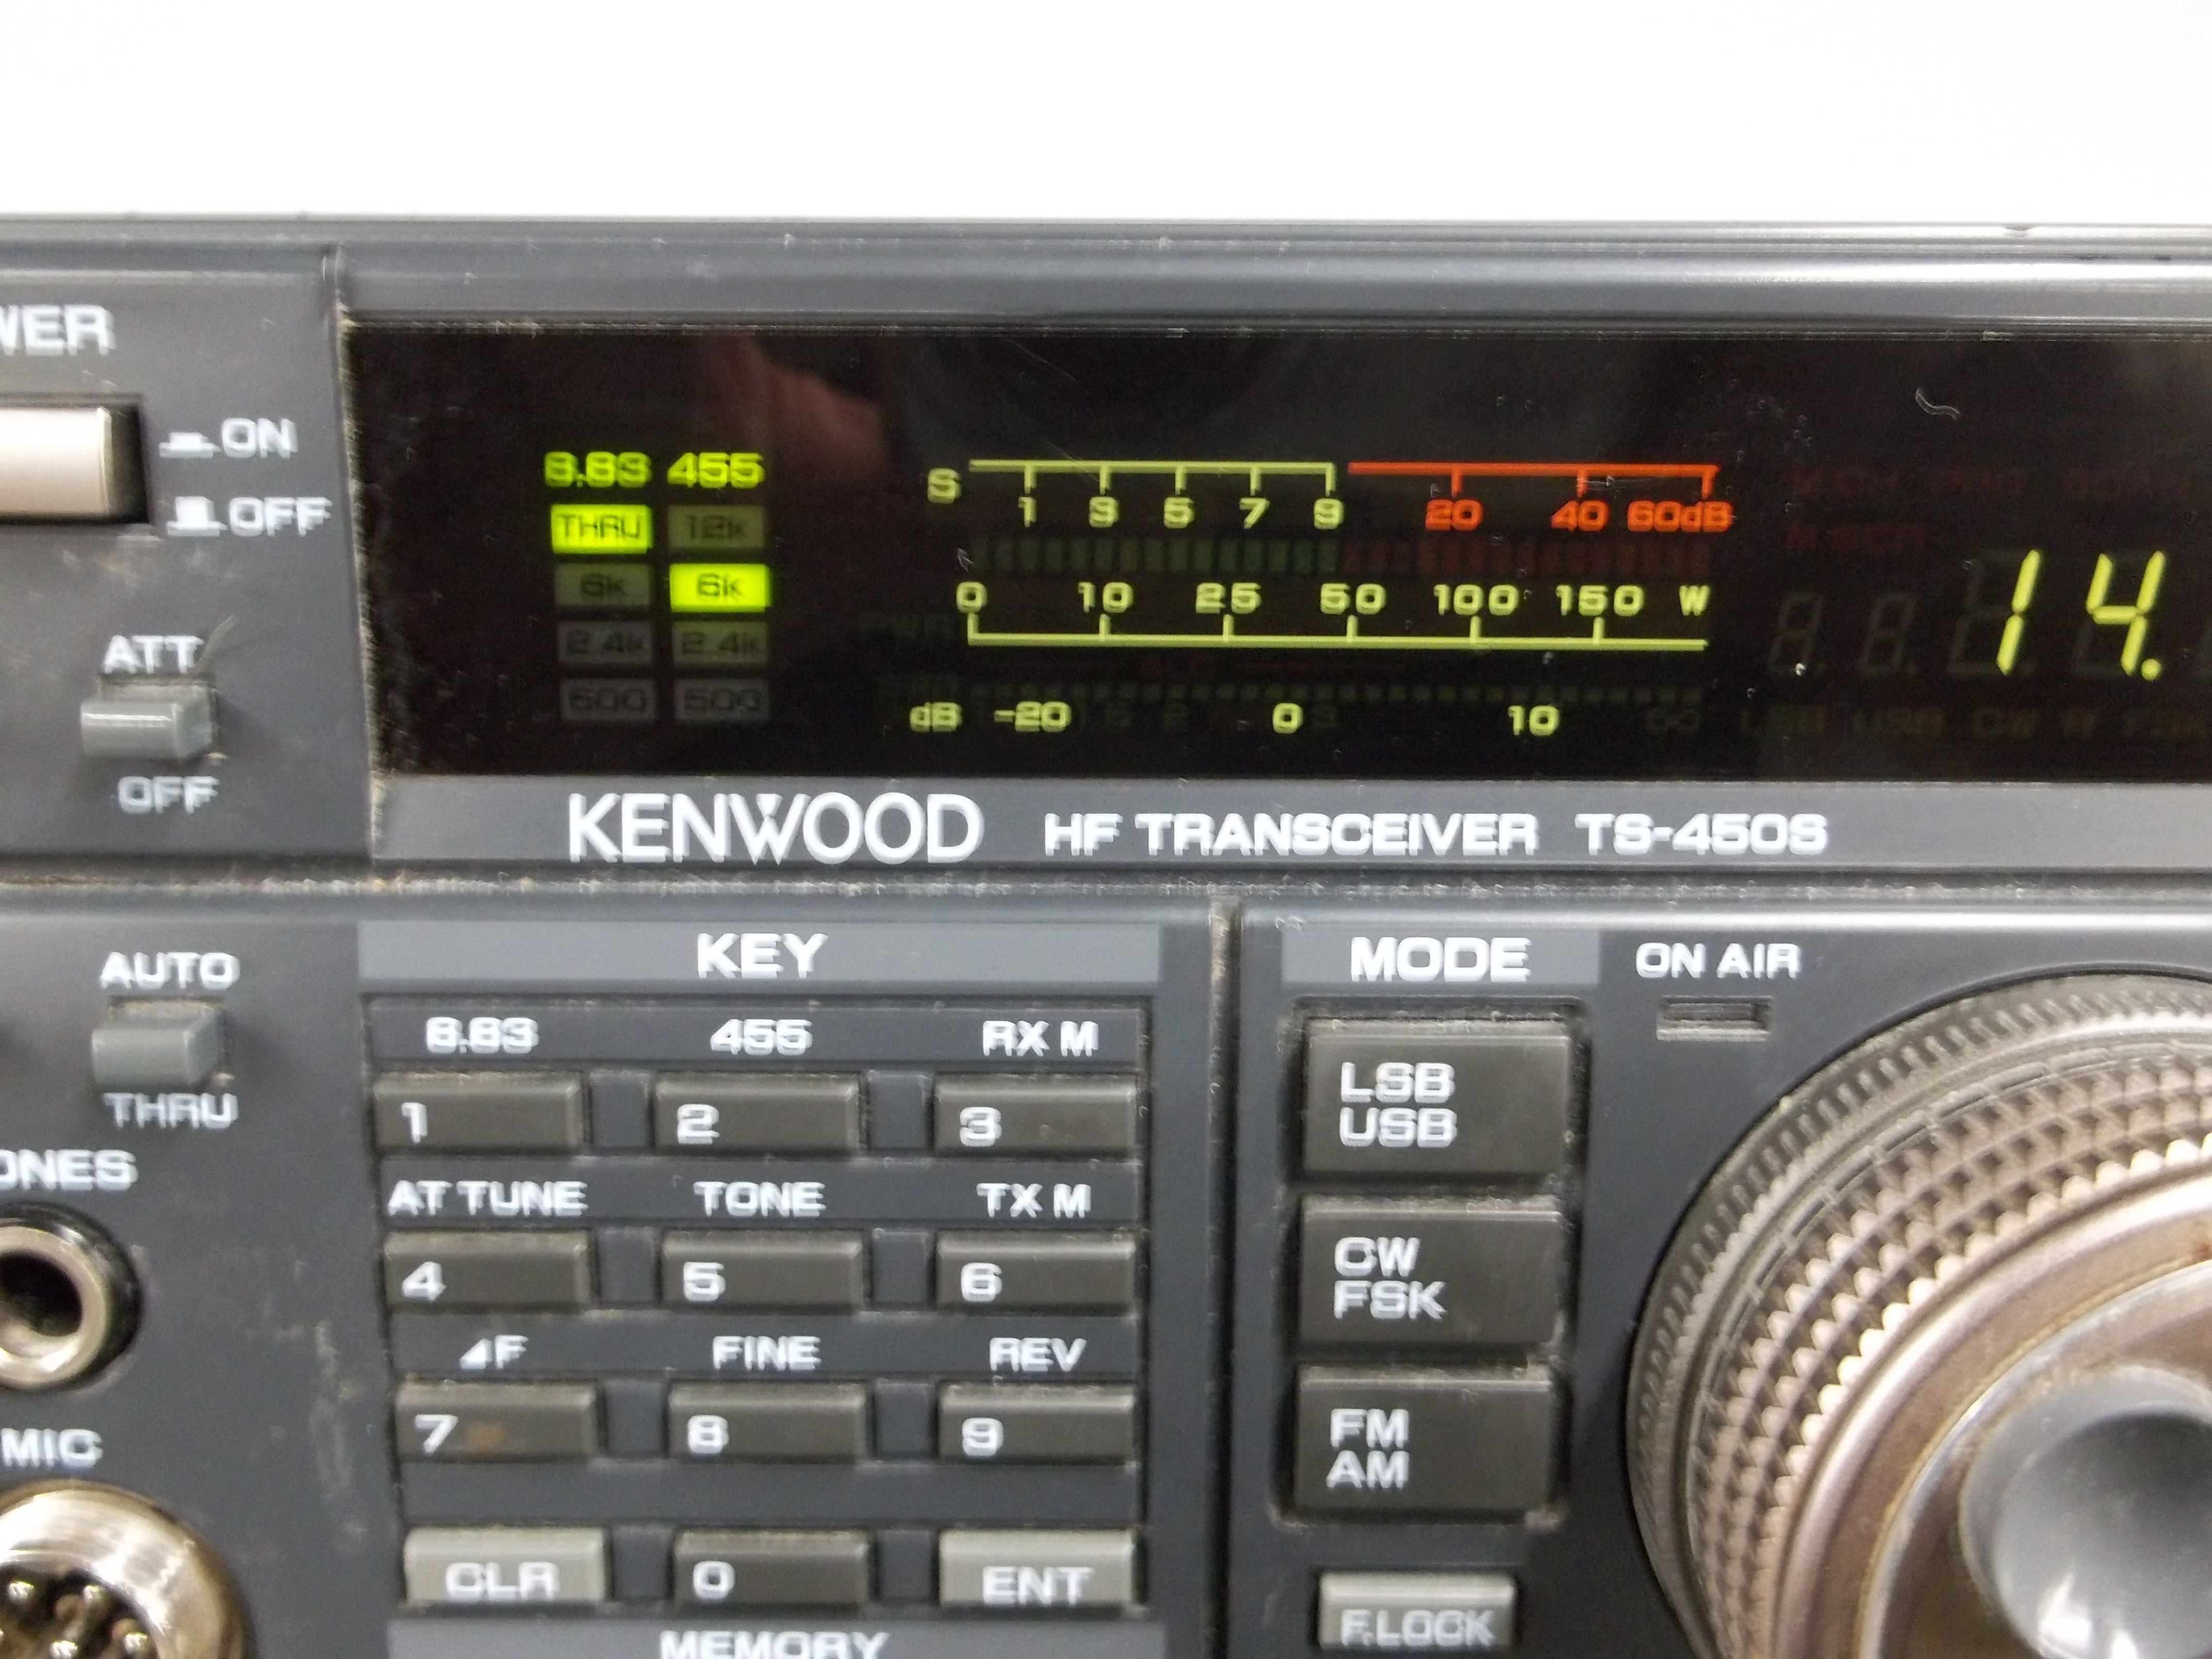 WER
ON
OFF
ATT
OFF
8.83 455
THRU 12k
6k 6k
2.4k 2.4k
500 500
S 1 3 5 7 9 20 40 60dB
0 10 25 50 100 150 W
dB -20 0 10
14.
KENWOOD HF TRANSCEIVER TS-450S
AUTO
THRU
ONES
MIC
KEY
8.83 455 RX M
1 2 3
AT TUNE TONE TX M
4 5 6
⊿F FINE REV
7 8 9
CLR 0 ENT
MEMORY
MODE
ON AIR
LSB
USB
CW
FSK
FM
AM
F.LOCK